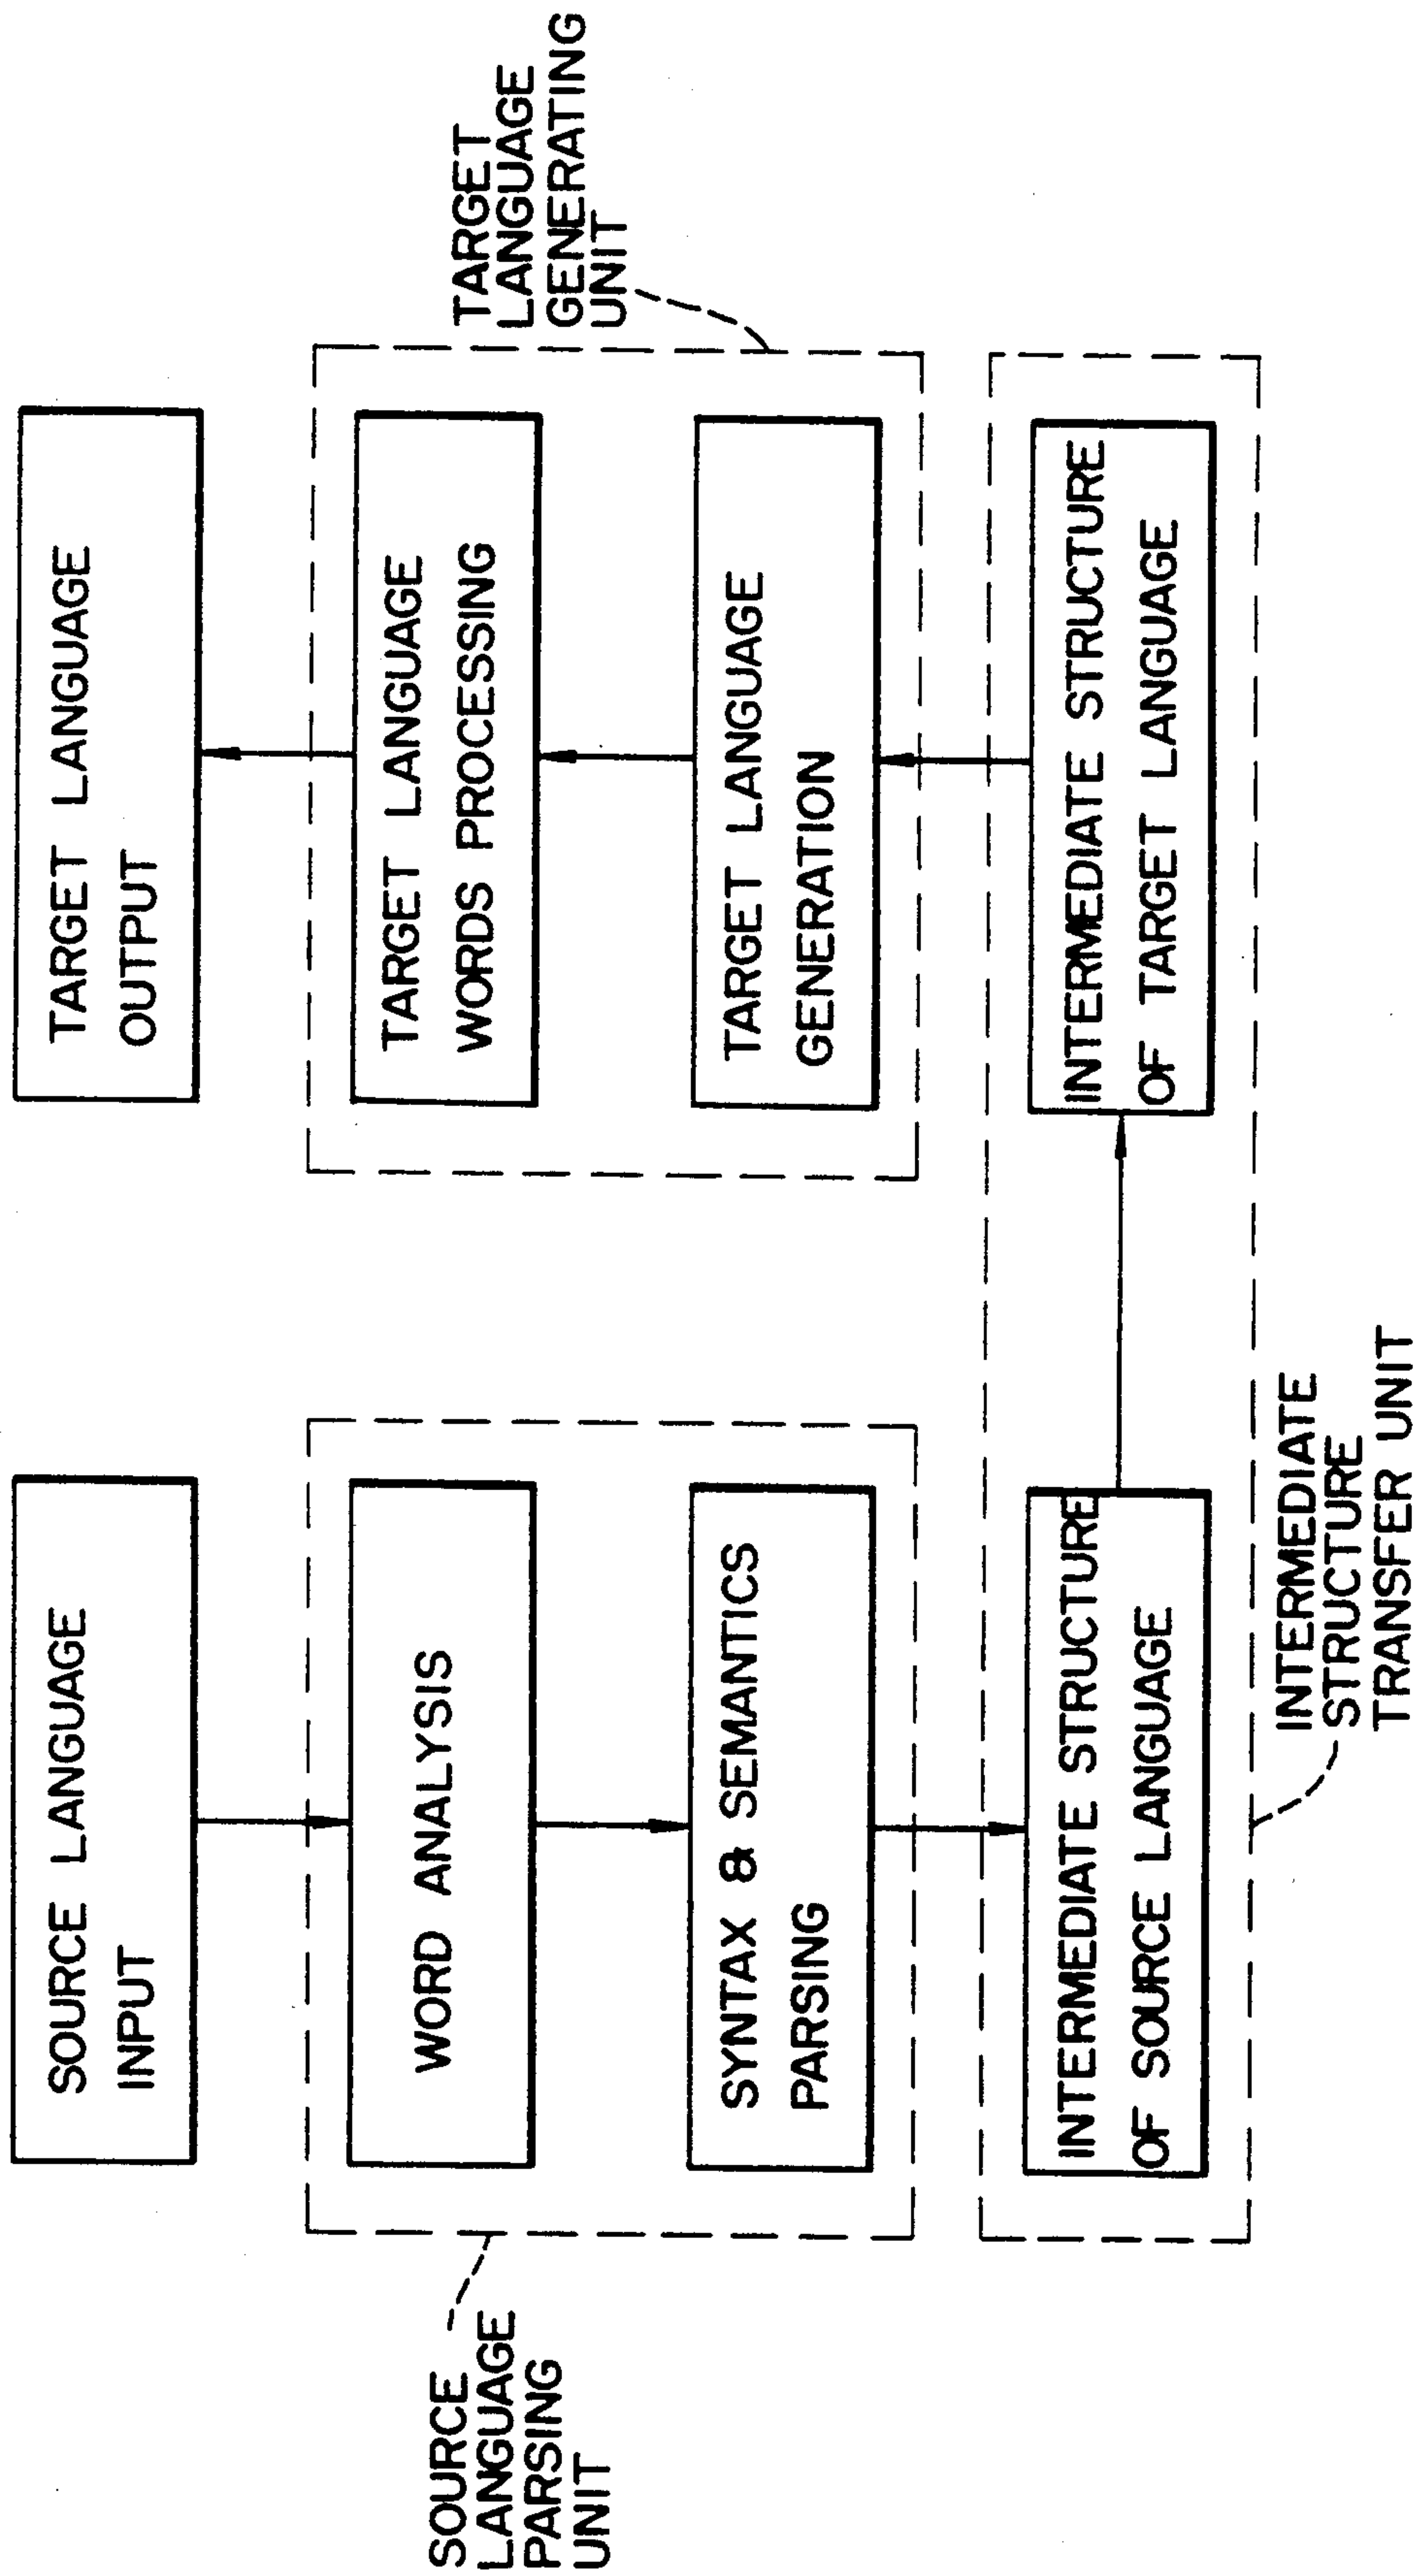 SOURCE LANGUAGE
INPUT
SOURCE
LANGUAGE
PARSING
UNIT
WORD ANALYSIS
SYNTAX & SEMANTICS
PARSING
INTERMEDIATE STRUCTURE
OF SOURCE LANGUAGE
INTERMEDIATE
STRUCTURE
TRANSFER UNIT
INTERMEDIATE STRUCTURE
OF TARGET LANGUAGE
TARGET LANGUAGE
GENERATION
TARGET LANGUAGE
WORDS PROCESSING
TARGET
LANGUAGE
GENERATING
UNIT
TARGET LANGUAGE
OUTPUT